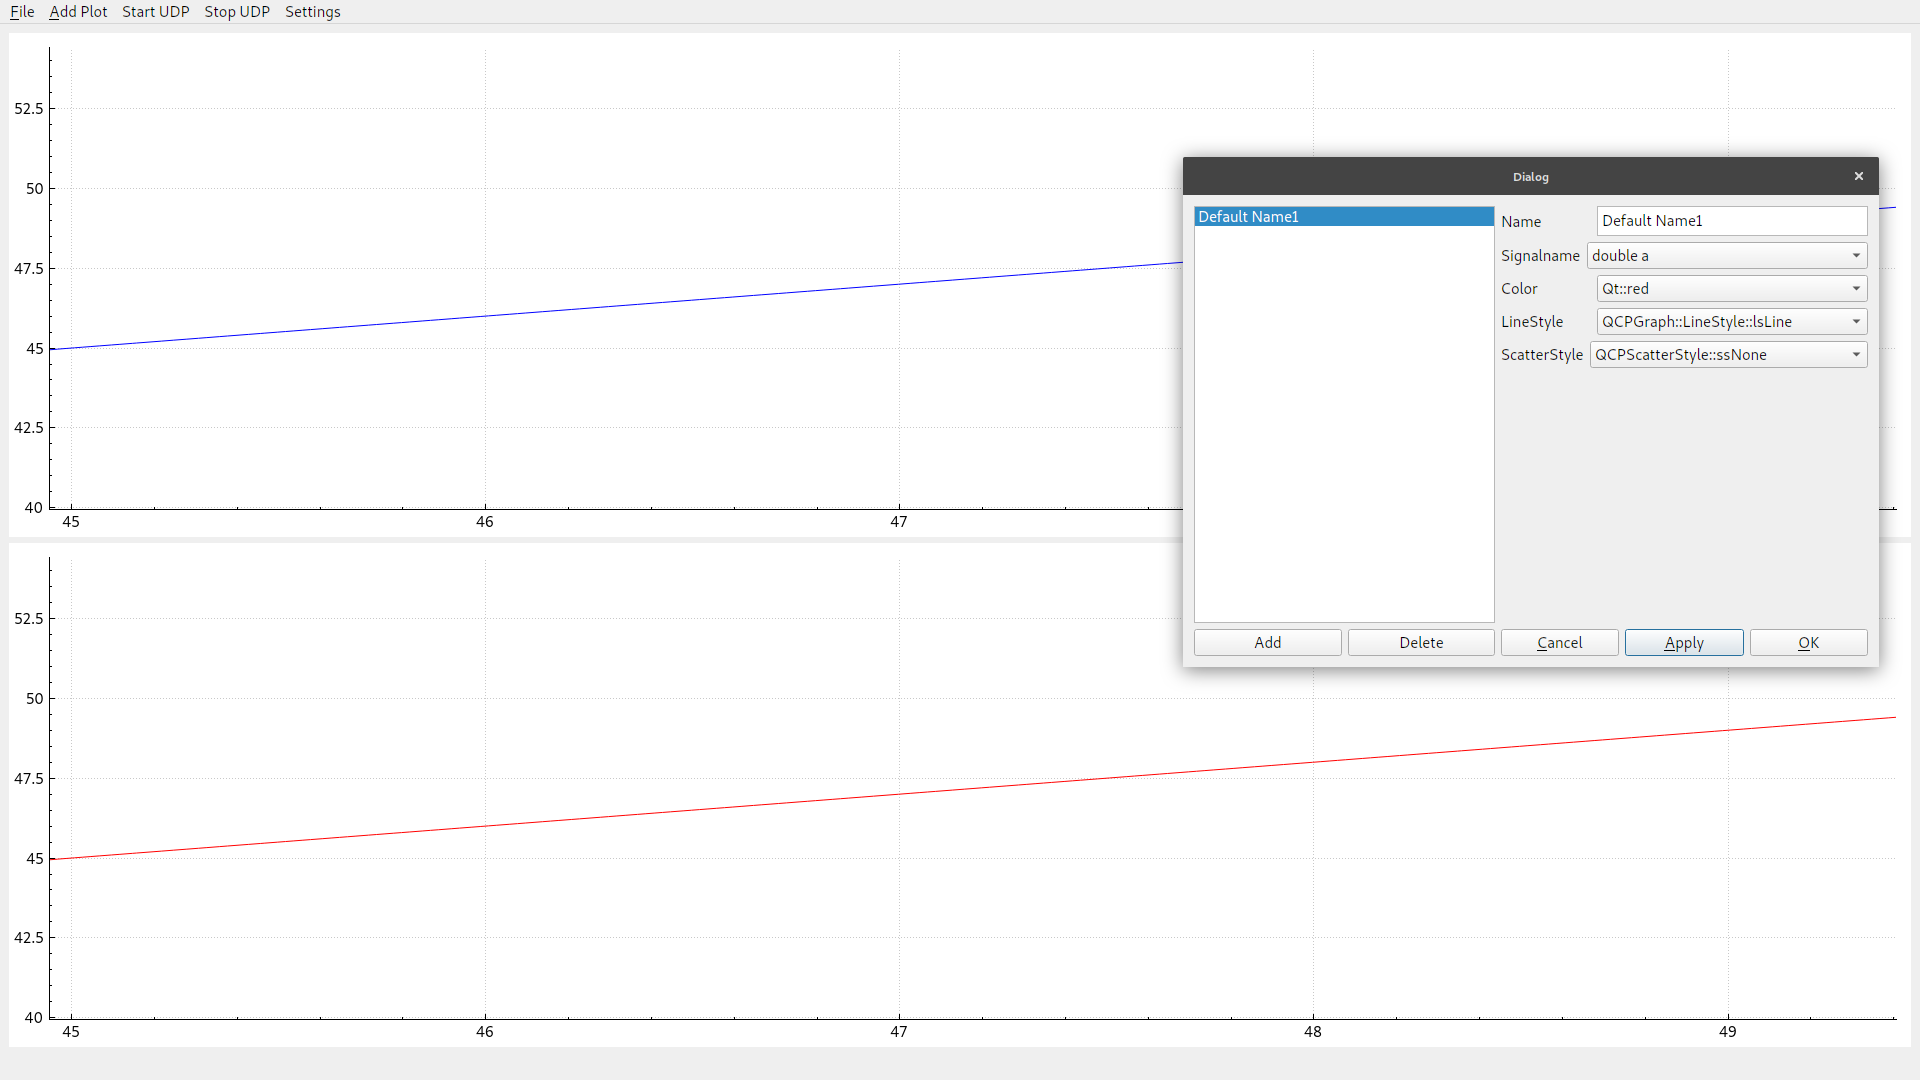 File Add Plot Start UDP Stop UDP Settings
52.5
50
47.5
45
42.5
40
45 46 47
Dialog
Default Name1
Name Default Name1
Signalname double a
Color Qt::red
LineStyle QCPGraph::LineStyle::lsLine
ScatterStyle QCPScatterStyle::ssNone
Add Delete Cancel Apply OK
52.5
50
47.5
45
42.5
40
45 46 47 48 49